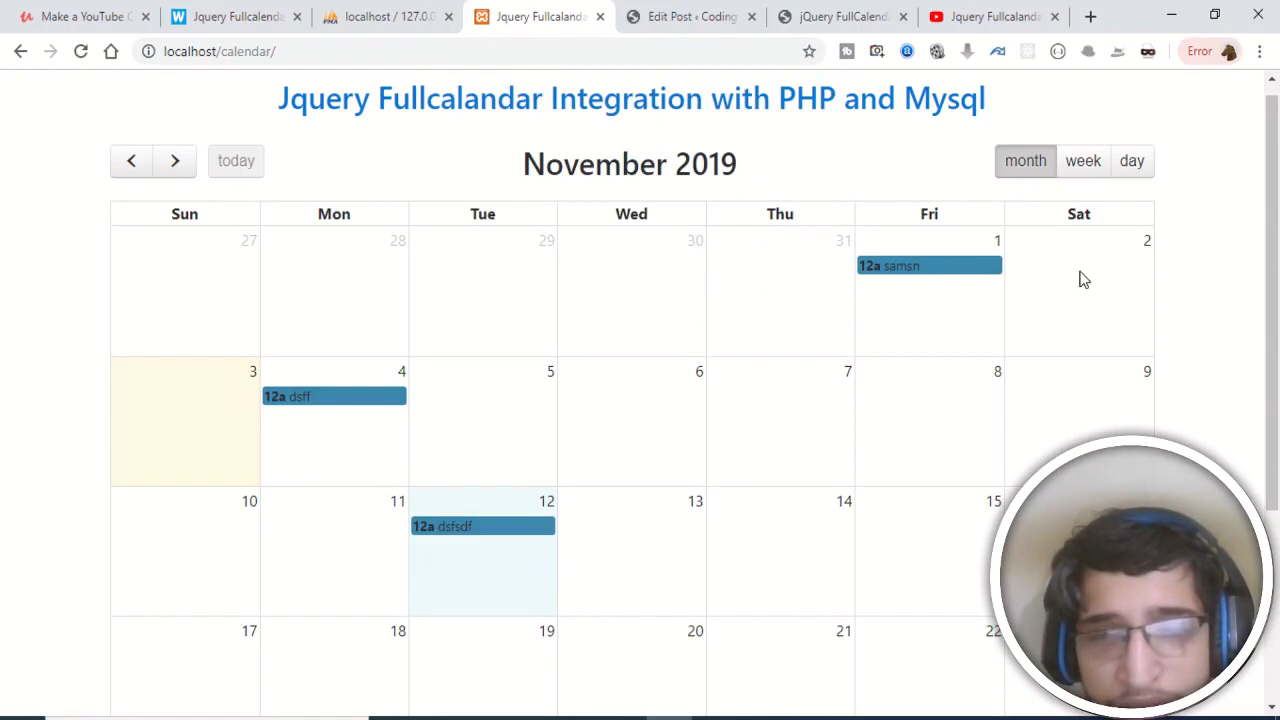 Make a YouTube C
Jquery Fullcalenda
localhost / 127.0.0
Jquery Fullcalanda
Edit Post ‹ Coding
jQuery FullCalend
Jquery Fullcalanda
localhost/calendar/
Error
Jquery Fullcalandar Integration with PHP and Mysql
today
November 2019
month week day
Sun Mon Tue Wed Thu Fri Sat
27 28 29 30 31 1 2
12a samsn
3 4 5 6 7 8 9
12a dsff
10 11 12 13 14 15
12a dsfsdf
17 18 19 20 21 22